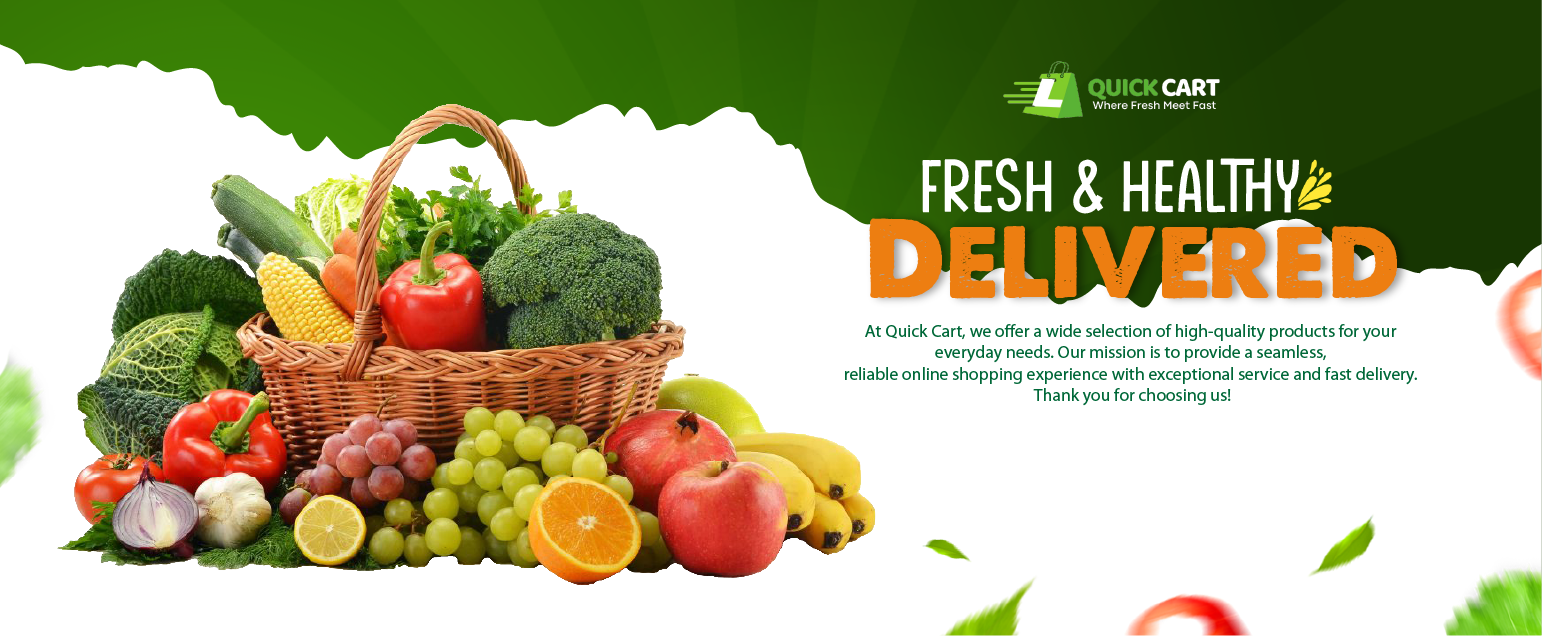 QUICK CART
Where Fresh Meet Fast
FRESH & HEALTHY
DELIVERED
At Quick Cart, we offer a wide selection of high-quality products for your
everyday needs. Our mission is to provide a seamless,
reliable online shopping experience with exceptional service and fast delivery.
Thank you for choosing us!